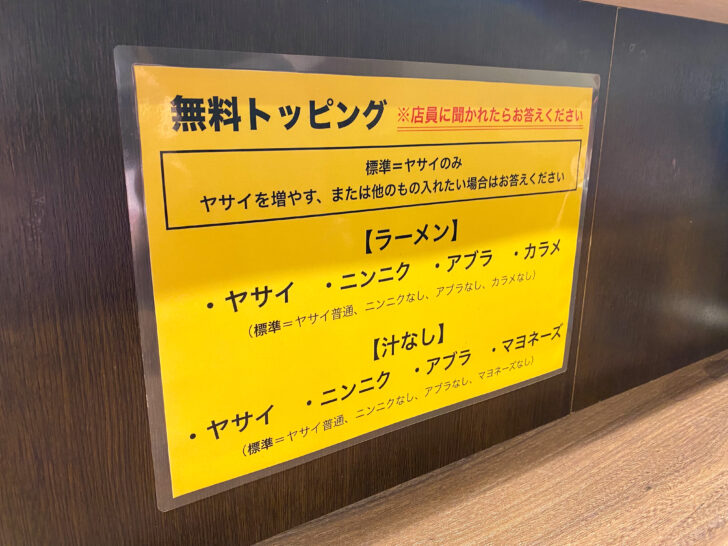 無料トッピング ※店員に聞かれたらお答えください
標準＝ヤサイのみ
ヤサイを増やす、または他のもの入れたい場合はお答えください
【ラーメン】
・ヤサイ ・ニンニク ・アブラ ・カラメ
（標準＝ヤサイ普通、ニンニクなし、アブラなし、カラメなし）
【汁なし】
・ヤサイ ・ニンニク ・アブラ ・マヨネーズ
（標準＝ヤサイ普通、ニンニクなし、アブラなし、マヨネーズなし）